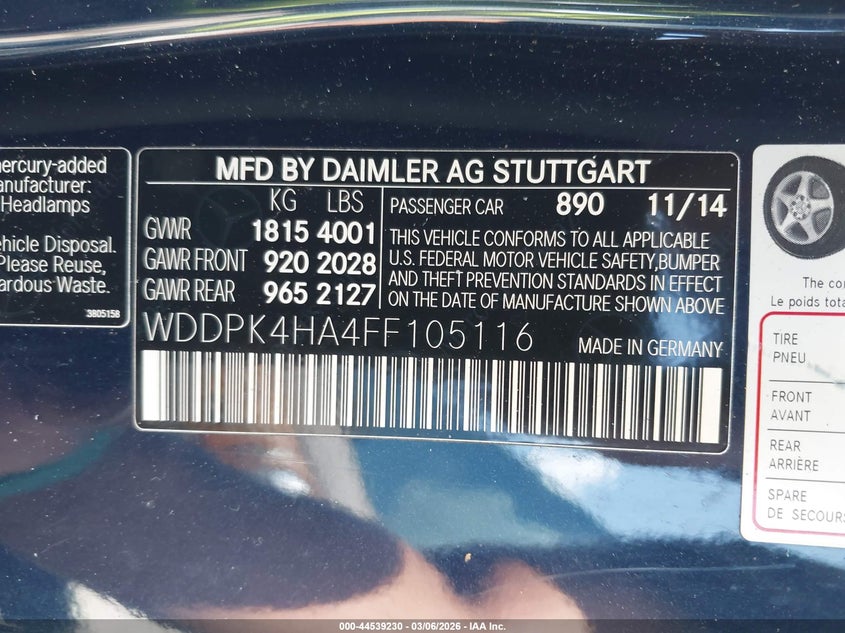 ercury-added
anufacturer:
Headlamps
ehicle Disposal.
Please Reuse,
ardous Waste.
3805158
MFD BY DAIMLER AG STUTTGART
KG LBS
GVWR 1815 4001
GAWR FRONT 920 2028
GAWR REAR 965 2127
PASSENGER CAR 890 11/14
THIS VEHICLE CONFORMS TO ALL APPLICABLE
U.S. FEDERAL MOTOR VEHICLE SAFETY,BUMPER
AND THEFT PREVENTION STANDARDS IN EFFECT
ON THE DATE OF MANUFACTURE SHOWN ABOVE
WDDPK4HA4FF105116 MADE IN GERMANY
The co
Le poids tota
TIRE
PNEU
FRONT
AVANT
REAR
ARRIÈRE
SPARE
DE SECOURS
000-44539230 - 03/06/2026 - IAA Inc.